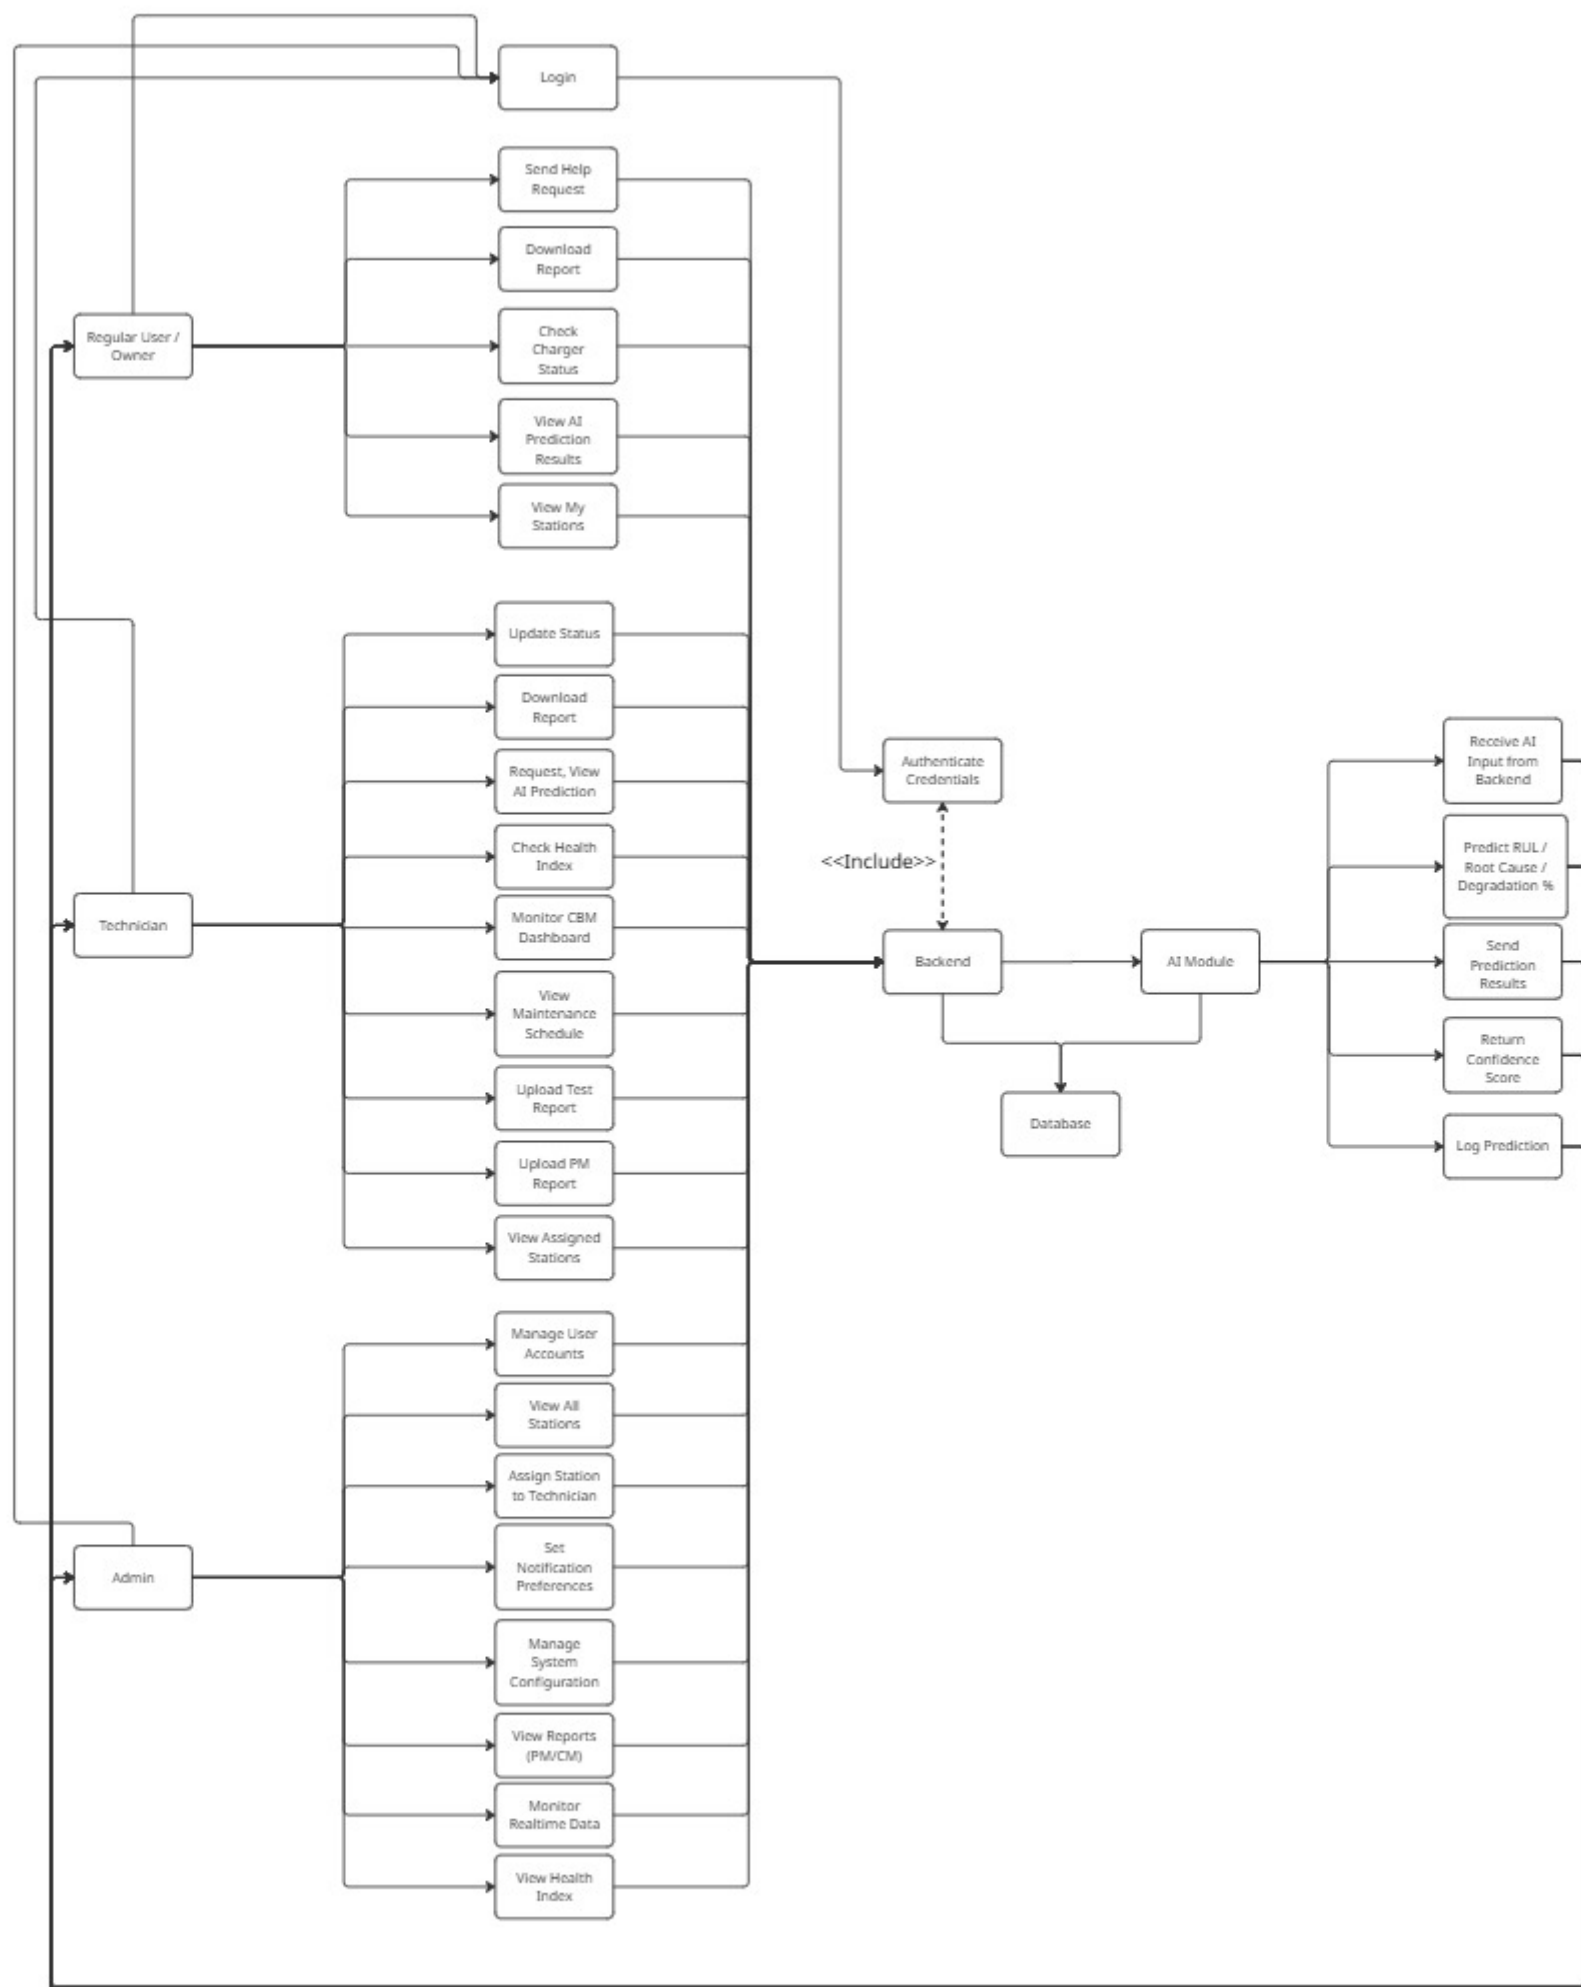 Login
Send Help
Request
Download
Report
Check
Charger
Status
Regular User /
Owner
View AI
Prediction
Results
View My
Stations
Update Status
Download
Report
Request, View
AI Prediction
Check Health
Index
Technician
Monitor CBM
Dashboard
View
Maintenance
Schedule
Upload Test
Report
Upload PM
Report
View Assigned
Stations
Manage User
Accounts
View All
Stations
Assign Station
to Technician
Admin
Set
Notification
Preferences
Manage
System
Configuration
View Reports
(PM/CM)
Monitor
Realtime Data
View Health
Index
Authenticate
Credentials
<<Include>>
Backend
AI Module
Database
Receive AI
Input from
Backend
Predict RUL /
Root Cause /
Degradation %
Send
Prediction
Results
Return
Confidence
Score
Log Prediction